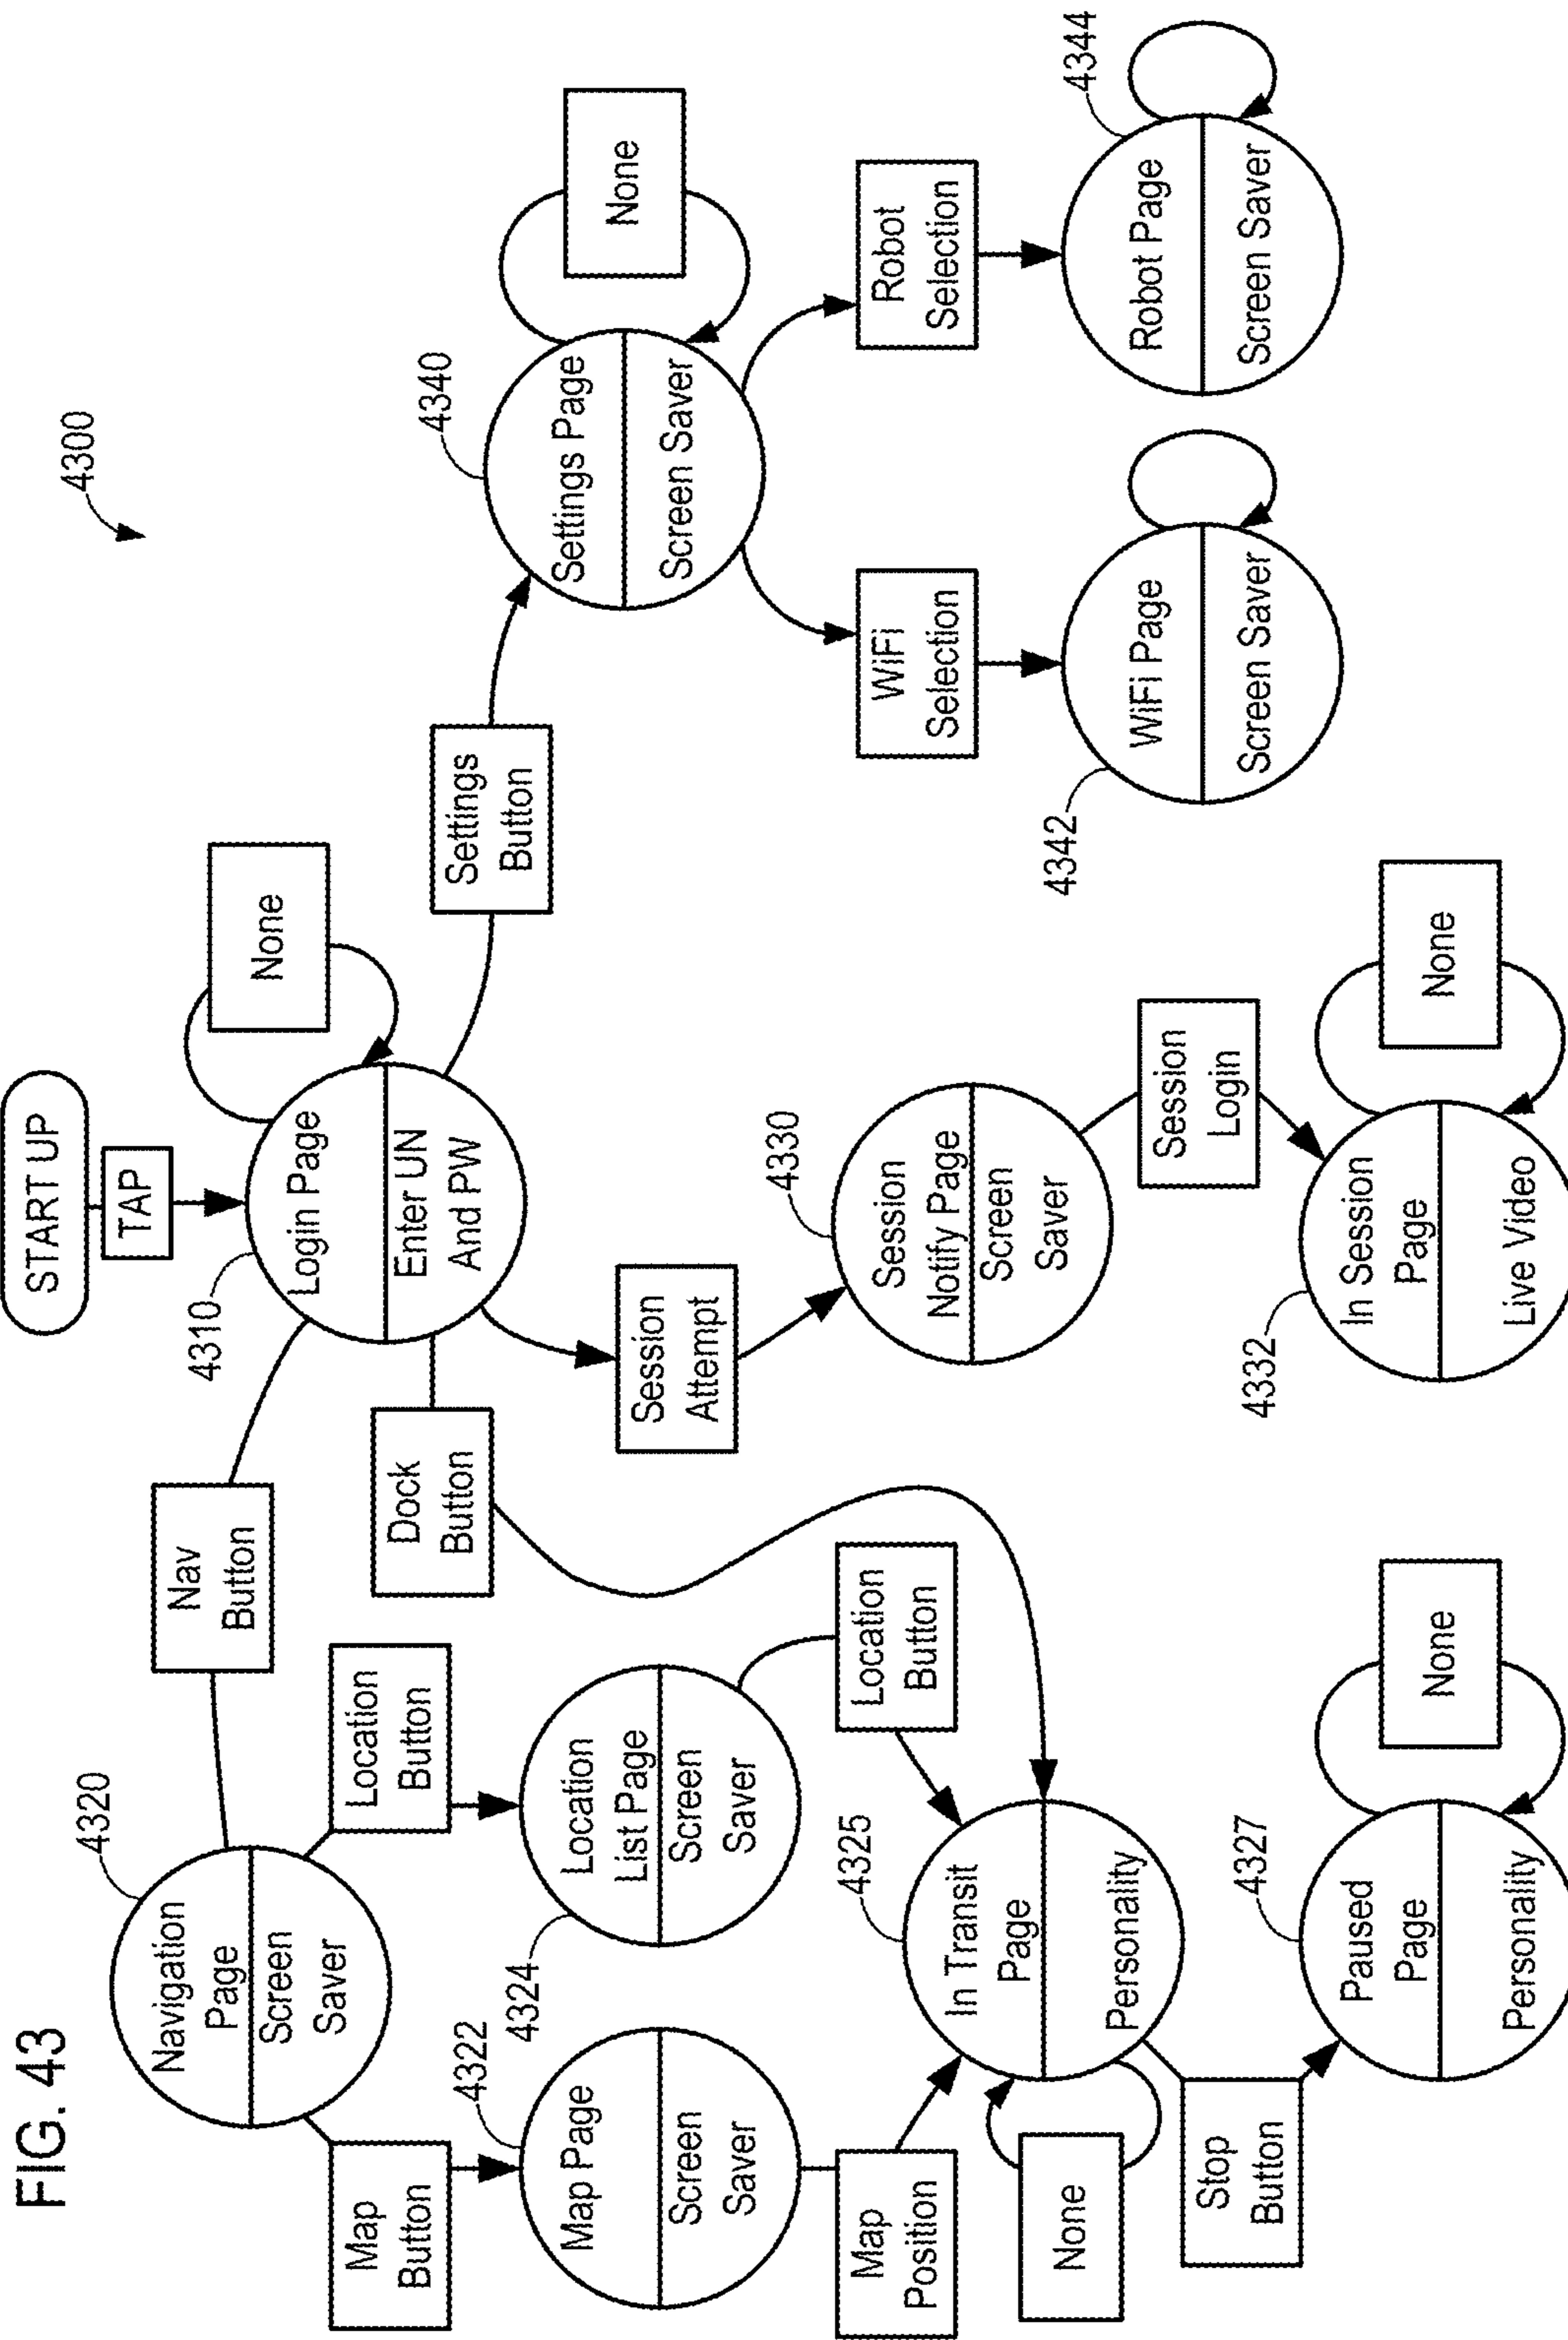 FIG. 43
4300
START UP
TAP
4310
Login Page
Enter UN
And PW
None
Nav
Button
Dock
Button
Settings
Button
Session
Attempt
4320
Navigation
Page
Screen
Saver
Map
Button
Location
Button
4322
Map Page
Screen
Saver
4324
Location
List Page
Screen
Saver
Map
Position
Location
Button
4325
In Transit
Page
Personality
None
Stop
Button
4327
Paused
Page
Personality
None
4330
Session
Notify Page
Screen
Saver
Session
Login
4332
In Session
Page
Live Video
None
4340
Settings Page
Screen Saver
None
WiFi
Selection
Robot
Selection
4342
WiFi Page
Screen Saver
4344
Robot Page
Screen Saver